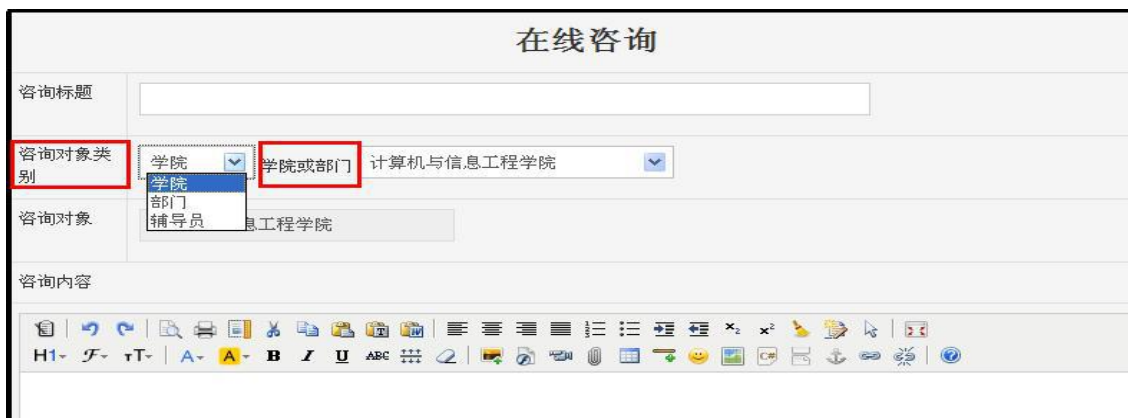 在线咨询
咨询标题
咨询对象类别
学院
学院或部门
计算机与信息工程学院
学院
部门
辅导员
咨询对象
息工程学院
咨询内容
H1
F
TT
A
A
B
I
U
ABC